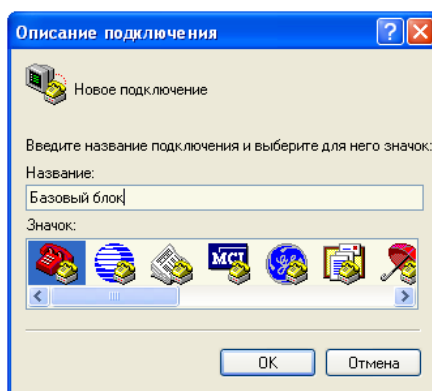 Описание подключения
Новое подключение
Введите название подключения и выберите для него значок:
Название:
Базовый блок
Значок:
MCI
OK
Отмена